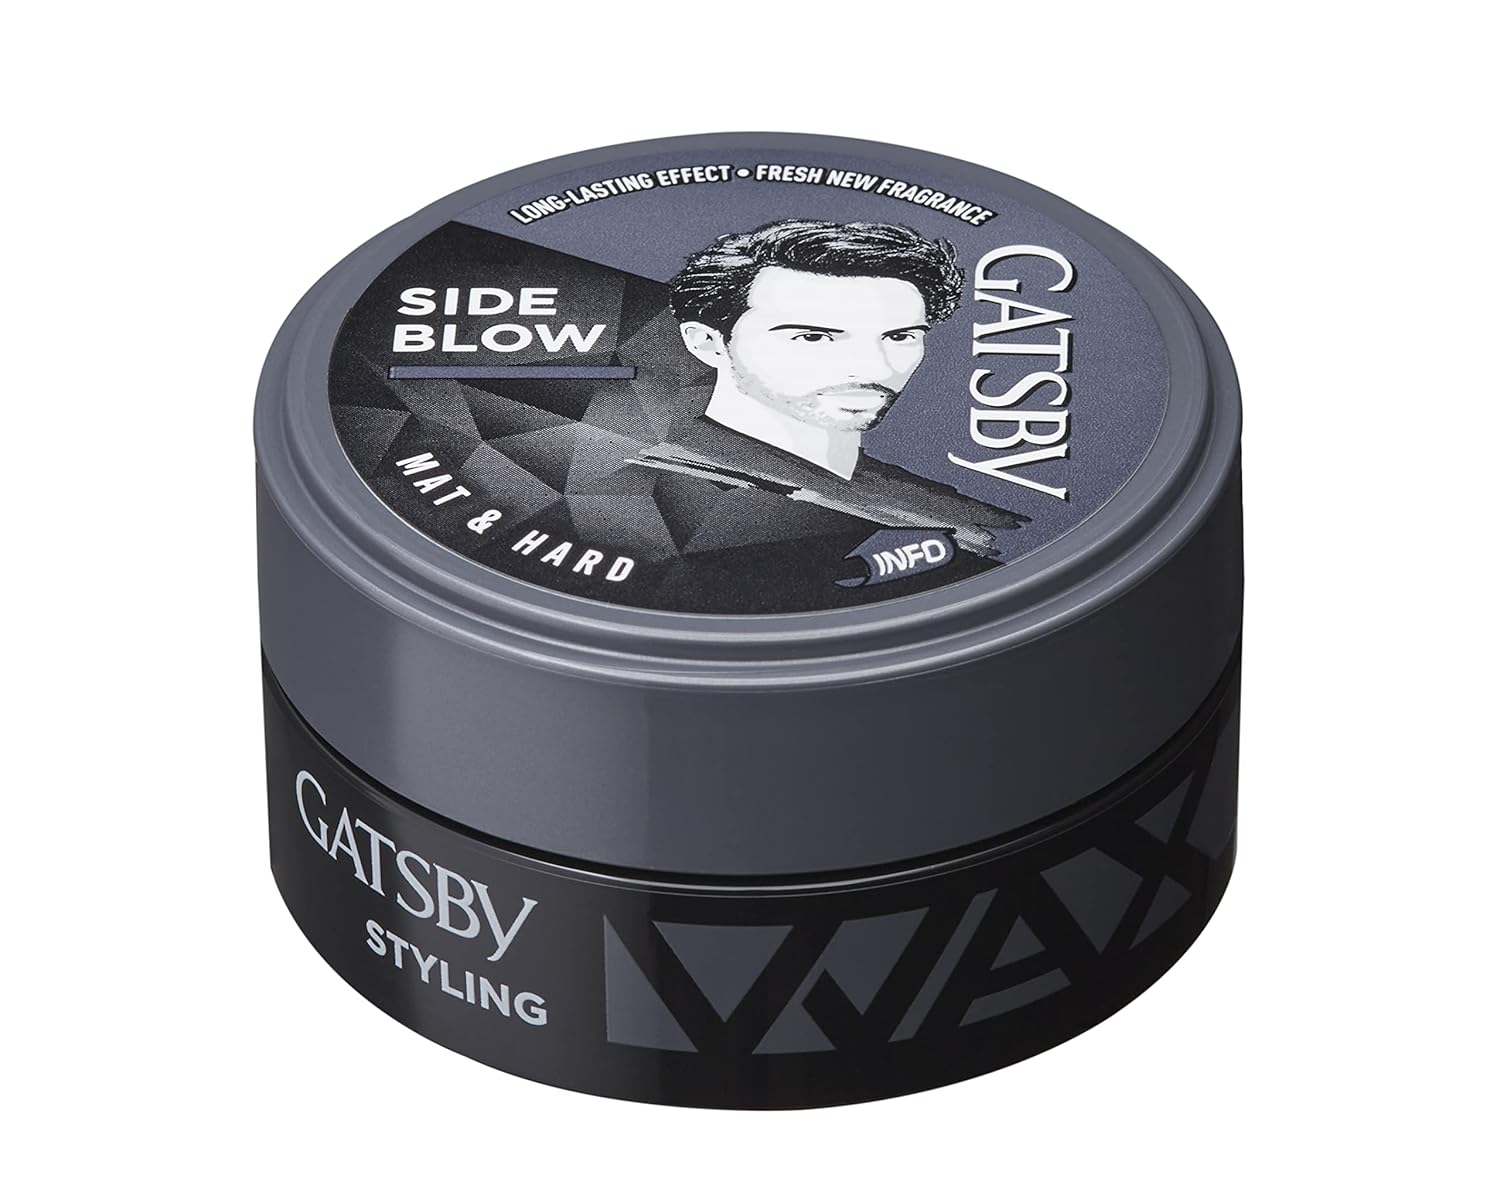 LONG-LASTING EFFECT • FRESH NEW FRAGRANCE
GATSBY
SIDE
BLOW
MAT & HARD
INFO
GATSBY
STYLING
WAX